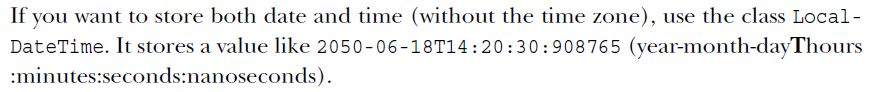 If you want to store both date and time (without the time zone), use the class Local-
DateTime. It stores a value like 2050-06-18T14:20:30:908765 (year-month-dayThours
:minutes:seconds:nanoseconds).